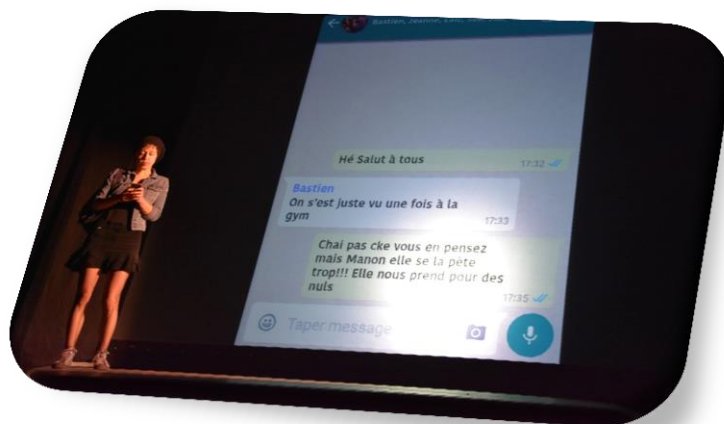 Bastien, Jeanne,
Hé Salut à tous
17:32
Bastien
On s'est juste vu une fois à la
gym
17:33
Chai pas cke vous en pensez
mais Manon elle se la pète
trop!!! Elle nous prend pour des
nuls
17:35
Taper message